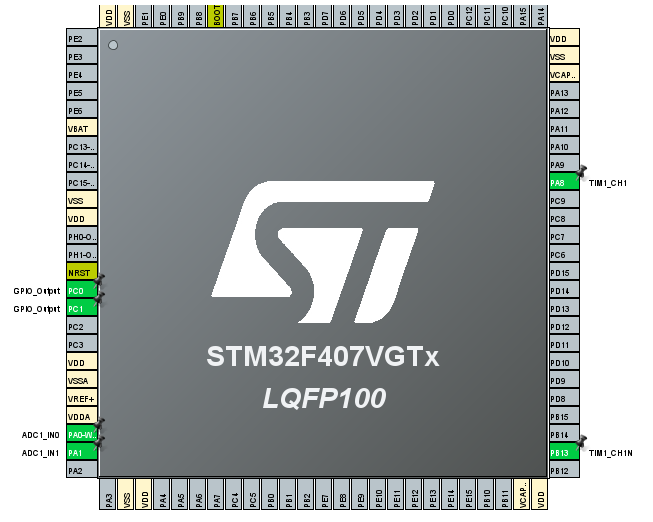 VDD VSS PE1 PE0 PB9 PB8 BOOT PB7 PB6 PB5 PB4 PB3 PD7 PD6 PD5 PD4 PD3 PD2 PD1 PD0 PC12 PC11 PC10 PA15 PA14
PE2 VDD
PE3 VSS
PE4 VCAP..
PE5 PA13
PE6 PA12
VBAT PA11
PC13-.. PA10
PC14-.. PA9
PC15-.. PA8 TIM1_CH1
VSS PC9
VDD PC8
PH0-O.. PC7
PH1-O.. PC6
NRST PD15
GPIO_Output PC0 PD14
GPIO_Output PC1 PD13
PC2 PD12
PC3 PD11
VDD PD10
VSSA PD9
VREF+ PD8
VDDA PB15
ADC1_IN0 PA0-W.. PB14
ADC1_IN1 PA1 PB13 TIM1_CH1N
PA2 PB12
STM32F407VGTx
LQFP100
PA3 VSS VDD PA4 PA5 PA6 PA7 PC4 PC5 PB0 PB1 PB2 PE7 PE8 PE9 PE10 PE11 PE12 PE13 PE14 PE15 PB10 PB11 VCAP.. VDD